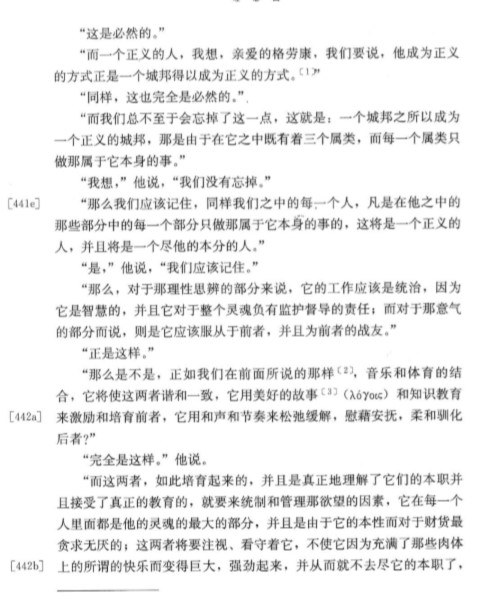 “这是必然的。”
“而一个正义的人，我想，亲爱的格劳康，我们要说，他成为正义
的方式正是一个城邦得以成为正义的方式。〔1〕”
“同样，这也完全是必然的。”
“而我们总不至于会忘掉了这一点，这就是：一个城邦之所以成为
一个正义的城邦，那是由于在它之中既有着三个属类，而每一个属类只
做那属于它本身的事。”
“我想，”他说，“我们没有忘掉。”
[441e] “那么我们应该记住，同样我们之中的每一个人，凡是在他之中的
那些部分中的每一个部分只做那属于它本身的事的，这将是一个正义的
人，并且将是一个尽他的本分的人。”
“是，”他说，“我们应该记住。”
“那么，对于那理性思辨的部分来说，它的工作应该是统治，因为
它是智慧的，并且它对于整个灵魂负有监护督导的责任；而对于那意气
的部分而说，则是它应该服从于前者，并且为前者的战友。”
“正是这样。”
“那么是不是，正如我们在前面所说的那样〔2〕，音乐和体育的结
合，它将使这两者谐和一致，它用美好的故事〔3〕（λόγοις）和知识教育
[442a] 来激励和培育前者，它用和声和节奏来松弛缓解，慰藉安抚，柔和驯化
后者？”
“完全是这样。”他说。
“而这两者，如此培育起来的，并且是真正地理解了它们的本职并
且接受了真正的教育的，就要来统制和管理那欲望的因素，它在每一个
人里面都是他的灵魂的最大的部分，并且是由于它的本性而对于财货最
贪求无厌的；这两者将要注视、看守着它，不使它因为充满了那些肉体
[442b] 上的所谓的快乐而变得巨大，强劲起来，并从而就不去尽它的本职了，